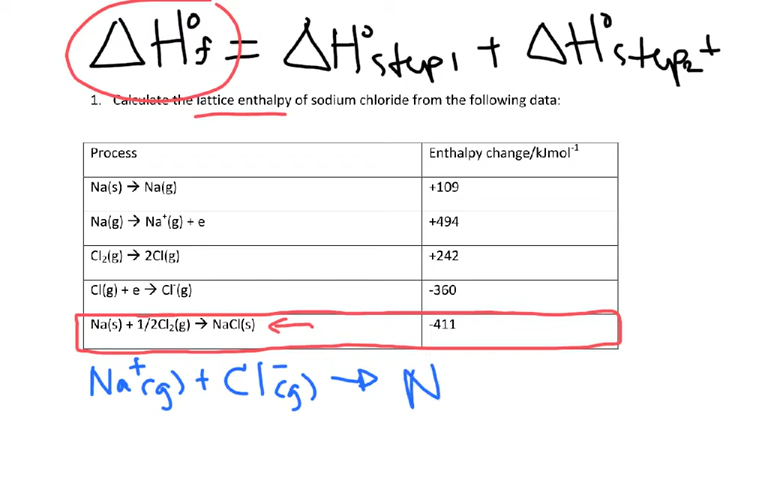 ΔH°f = ΔH°step1 + ΔH°step2 +
1. Calculate the lattice enthalpy of sodium chloride from the following data:
Process Enthalpy change/kJmol⁻¹
Na(s) → Na(g) +109
Na(g) → Na⁺(g) + e +494
Cl₂(g) → 2Cl(g) +242
Cl(g) + e → Cl⁻(g) -360
Na(s) + 1/2Cl₂(g) → NaCl(s) -411
Na⁺(g) + Cl⁻(g) → N